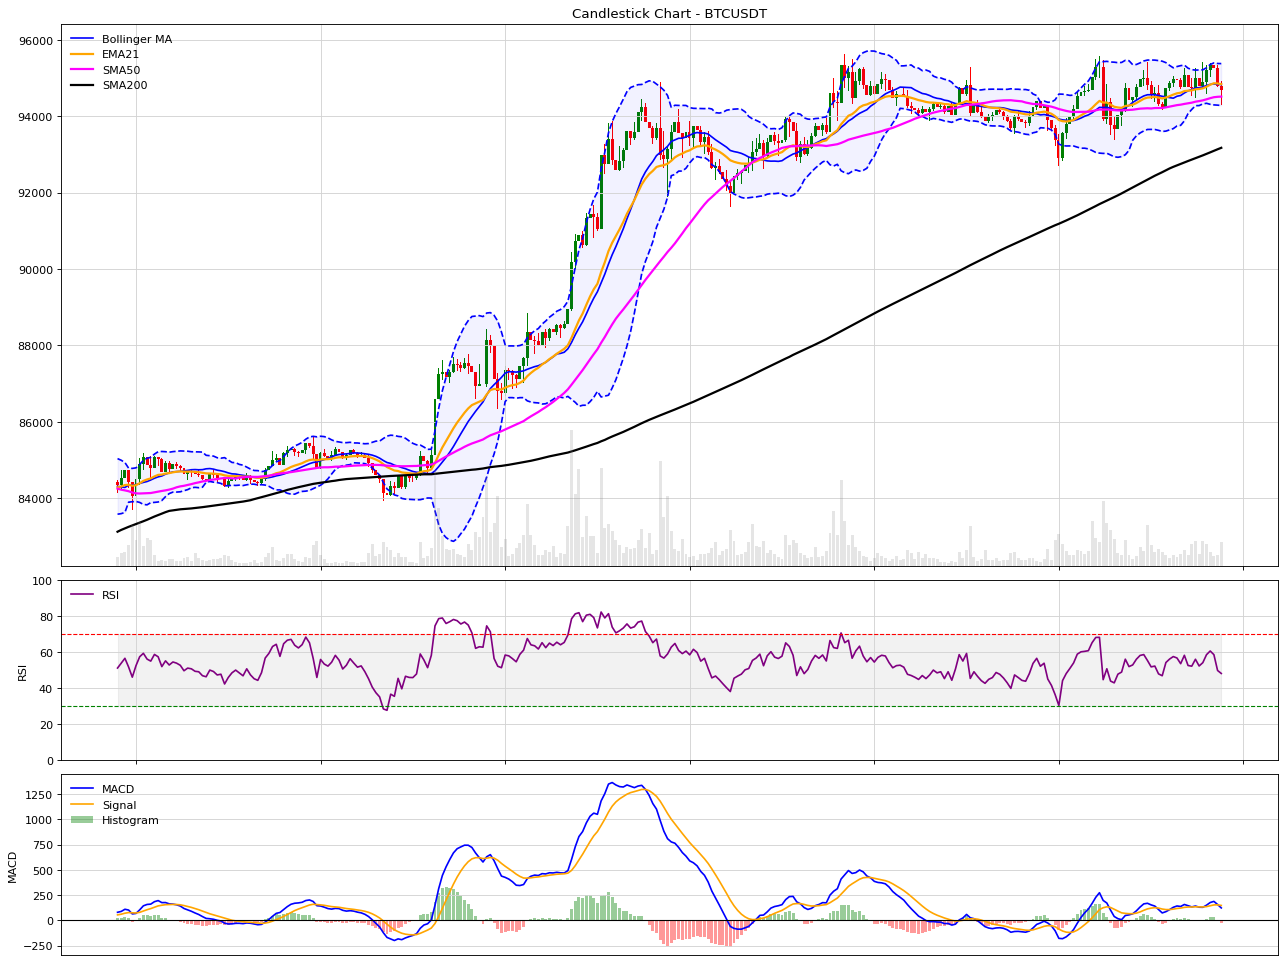 Candlestick Chart - BTCUSDT
96000
94000
92000
90000
88000
86000
84000
Bollinger MA
EMA21
SMA50
SMA200
100
80
60
40
20
0
RSI
RSI
1250
1000
750
500
250
0
−250
MACD
MACD
Signal
Histogram